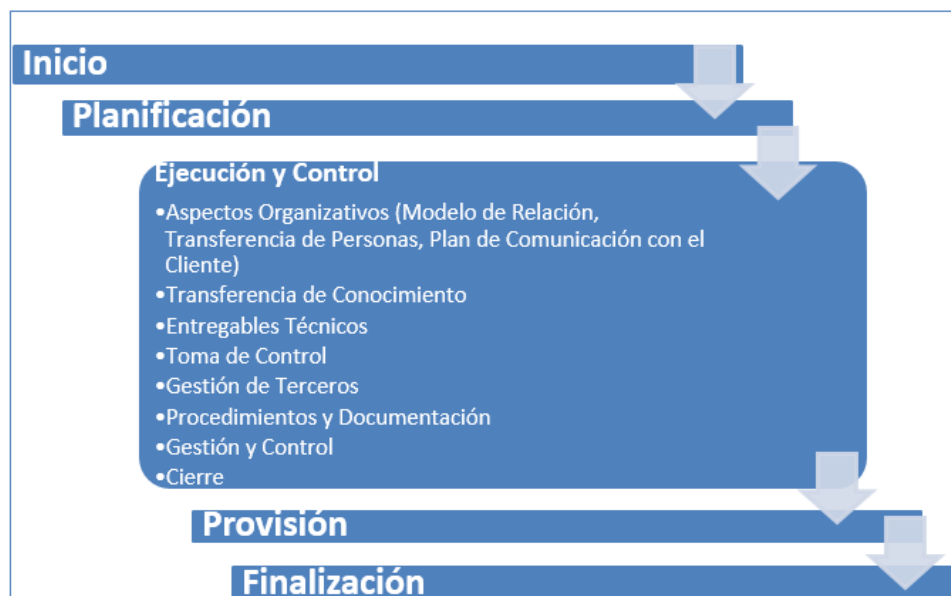 Inicio
Planificación
Ejecución y Control
•Aspectos Organizativos (Modelo de Relación,
Transferencia de Personas, Plan de Comunicación con el
Cliente)
•Transferencia de Conocimiento
•Entregables Técnicos
•Toma de Control
•Gestión de Terceros
•Procedimientos y Documentación
•Gestión y Control
•Cierre
Provisión
Finalización